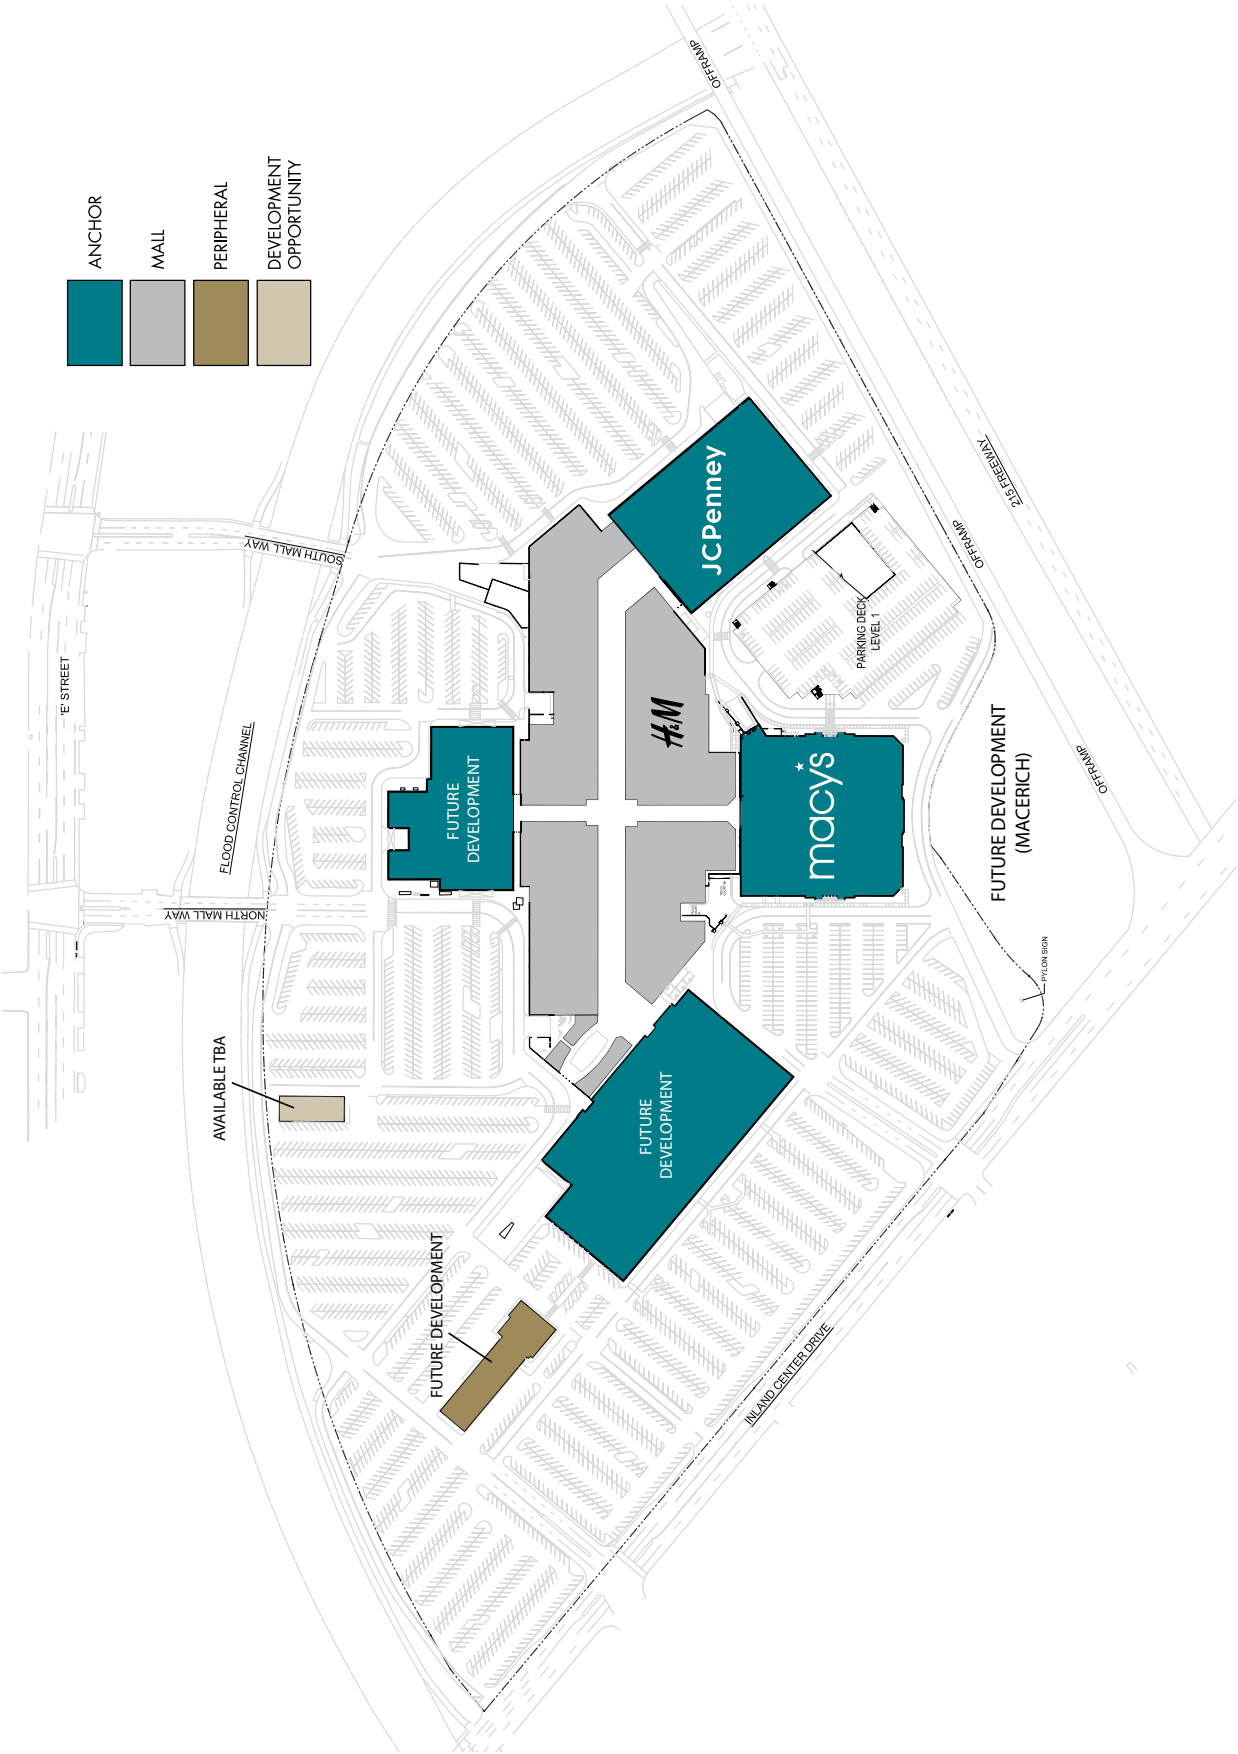 ANCHOR
MALL
PERIPHERAL
DEVELOPMENT
OPPORTUNITY
OFFRAMP
'E' STREET
SOUTH MALL WAY
FLOOD CONTROL CHANNEL
NORTH MALL WAY
215 FREEWAY
OFFRAMP
OFFRAMP
JCPenney
PARKING DECK
LEVEL 1
H&M
FUTURE
DEVELOPMENT
macy's
FUTURE DEVELOPMENT
(MACERICH)
PYLON SIGN
AVAILABLE TBA
FUTURE
DEVELOPMENT
FUTURE DEVELOPMENT
INLAND CENTER DRIVE